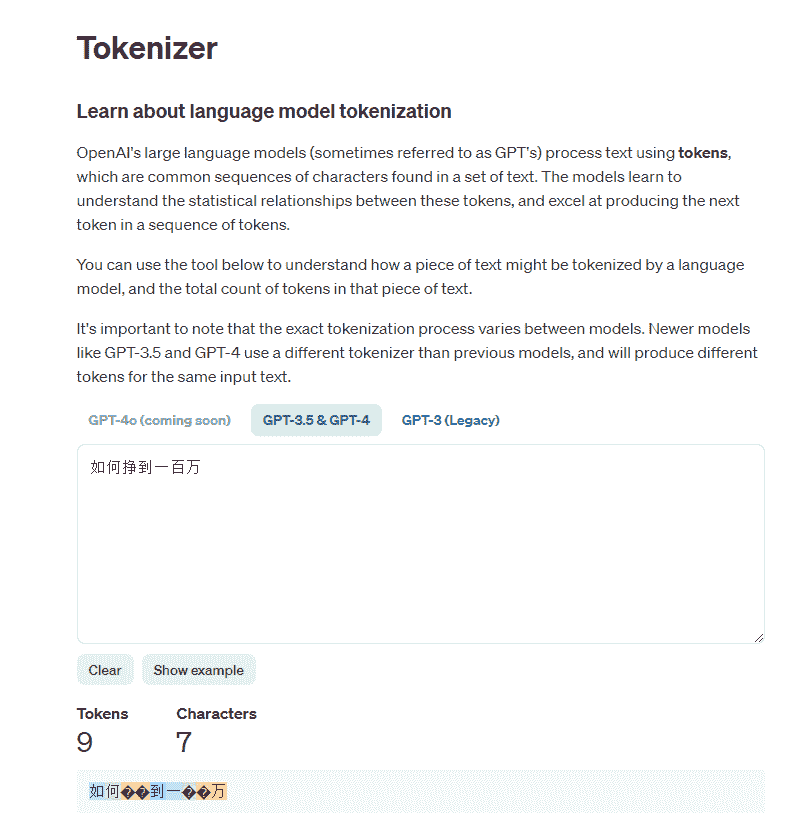 Tokenizer
Learn about language model tokenization
OpenAI's large language models (sometimes referred to as GPT's) process text using tokens,
which are common sequences of characters found in a set of text. The models learn to
understand the statistical relationships between these tokens, and excel at producing the next
token in a sequence of tokens.
You can use the tool below to understand how a piece of text might be tokenized by a language
model, and the total count of tokens in that piece of text.
It's important to note that the exact tokenization process varies between models. Newer models
like GPT-3.5 and GPT-4 use a different tokenizer than previous models, and will produce different
tokens for the same input text.
GPT-4o (coming soon) GPT-3.5 & GPT-4 GPT-3 (Legacy)
如何挣到一百万
Clear Show example
Tokens Characters
9 7
如何��到一��万